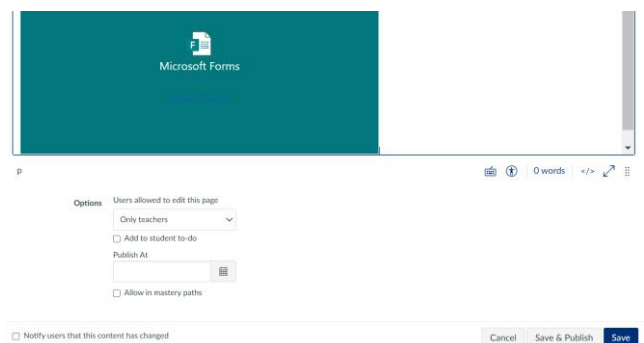 F
Microsoft Forms
p
0 words </>
Options Users allowed to edit this page
Only teachers
Add to student to-do
Publish At
Allow in mastery paths
Notify users that this content has changed
Cancel Save & Publish Save